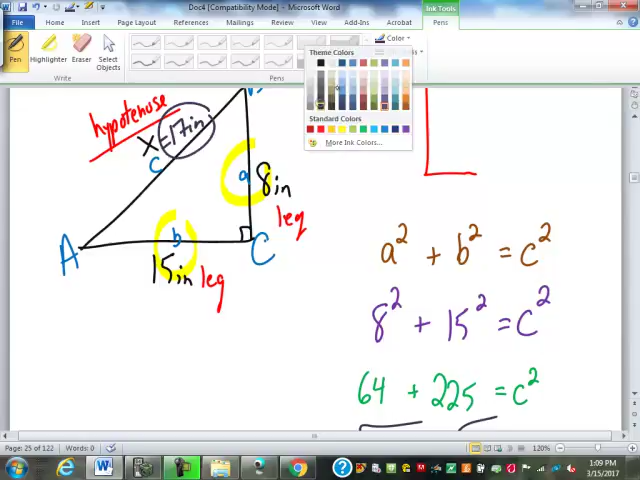 Doc4 [Compatibility Mode] - Microsoft Word
Ink Tools
File Home Insert Page Layout References Mailings Review View Add-Ins Acrobat Pens
Color
Pen Highlighter Eraser Select Objects
Write Pens
Theme Colors
Standard Colors
More Ink Colors...
hypotenuse
X=17in
c
a 8in
leg
A b C
15in leg
a² + b² = c²
8² + 15² = c²
64 + 225 = c²
Page: 25 of 122 Words: 0 120%
1:09 PM
3/15/2017